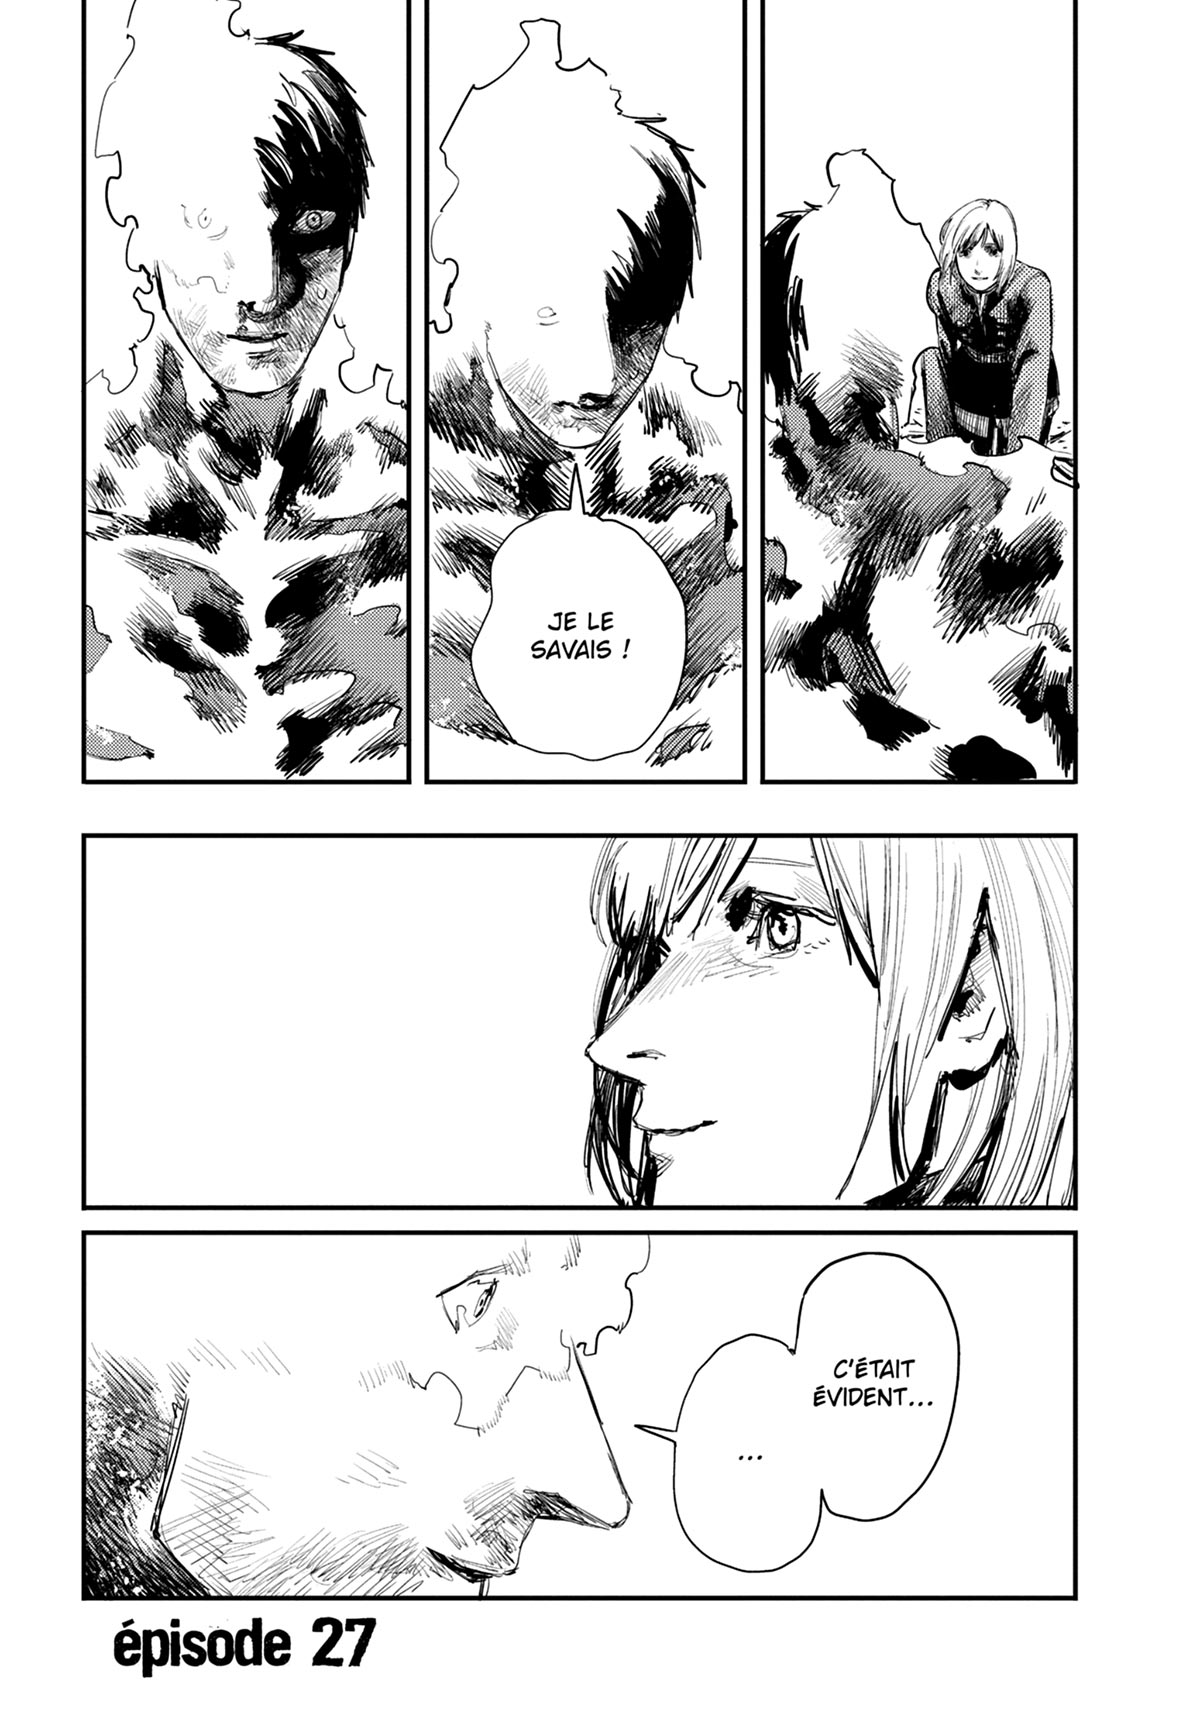 JE LE
SAVAIS !
C'ÉTAIT
ÉVIDENT...
...
épisode 27